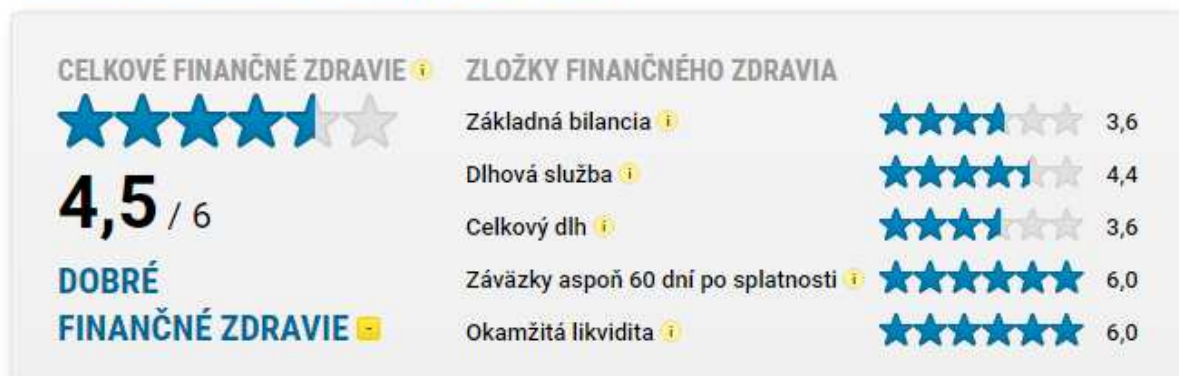 CELKOVÉ FINANČNÉ ZDRAVIE i
4,5 / 6
DOBRÉ
FINANČNÉ ZDRAVIE -
ZLOŽKY FINANČNÉHO ZDRAVIA
Základná bilancia i 3,6
Dlhová služba i 4,4
Celkový dlh i 3,6
Záväzky aspoň 60 dní po splatnosti i 6,0
Okamžitá likvidita i 6,0